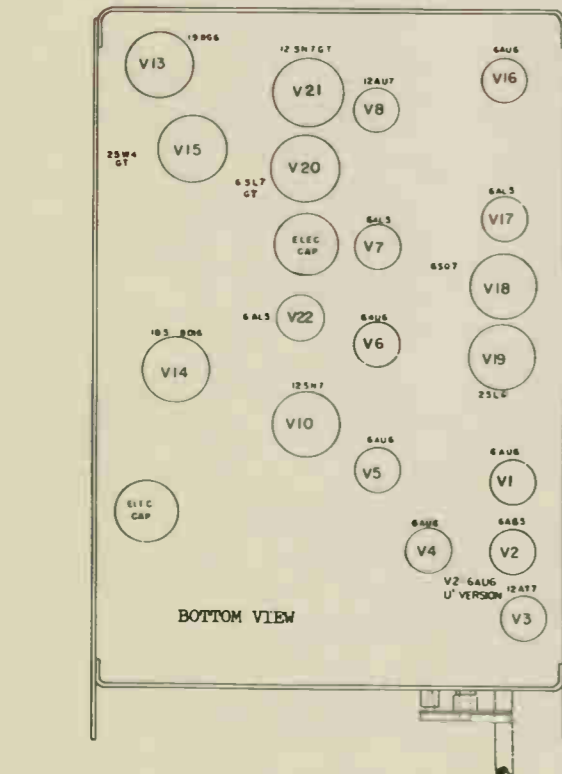 19BG6
V13
12SN7GT
V21
12AU7
V8
6AU6
V16
25W4
GT
V15
6SL7
GT
V20
6AL5
V17
ELEC
CAP
6AL5
V7
6SQ7
V18
6AL5
V22
6AU6
V6
V19
V14
12SN7
V10
6AU6
V5
6AU6
V1
ELEC
CAP
6AU6
V4
V2
V2 6AU6
U' VERSION
12AT7
V3
BOTTOM VIEW